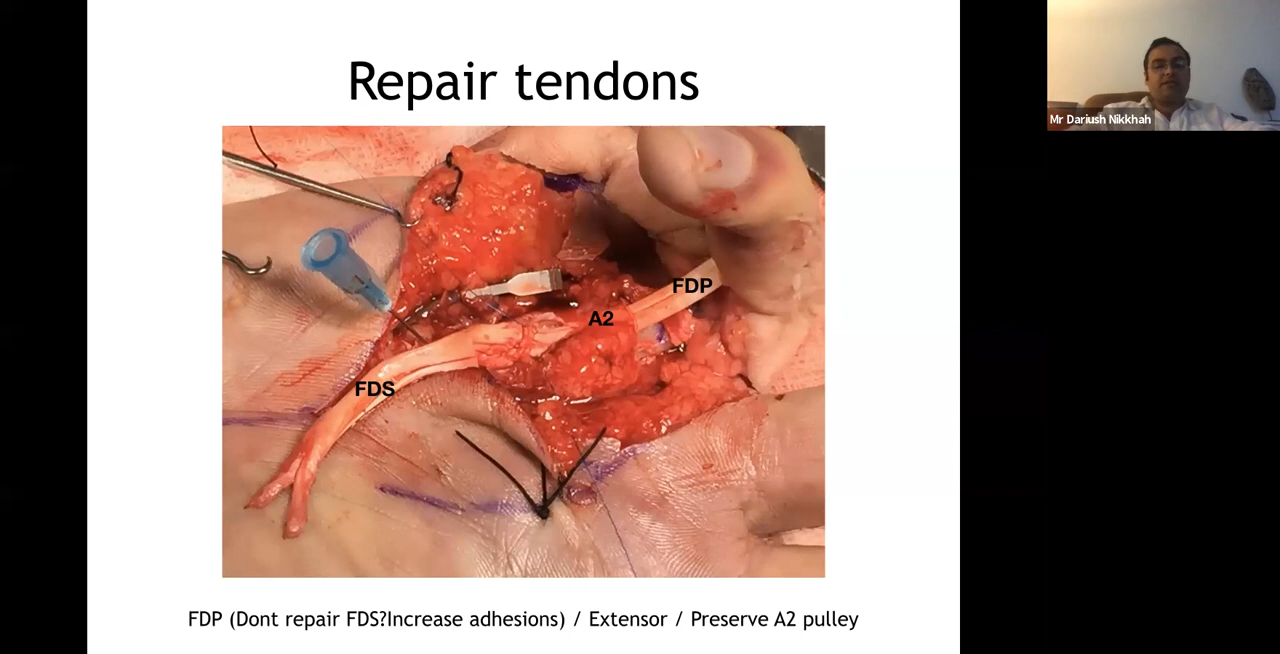 Repair tendons
Mr Dariush Nikkhah
FDP
A2
FDS
FDP (Dont repair FDS?Increase adhesions) / Extensor / Preserve A2 pulley